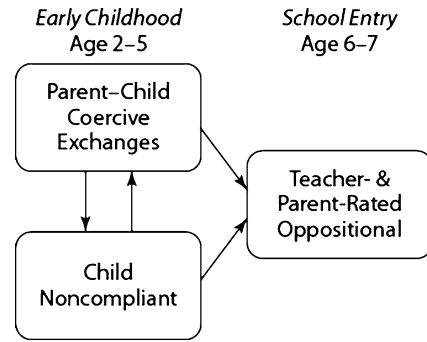 Early Childhood
Age 2–5
School Entry
Age 6–7
Parent–Child
Coercive
Exchanges
Teacher- &
Parent-Rated
Oppositional
Child
Noncompliant